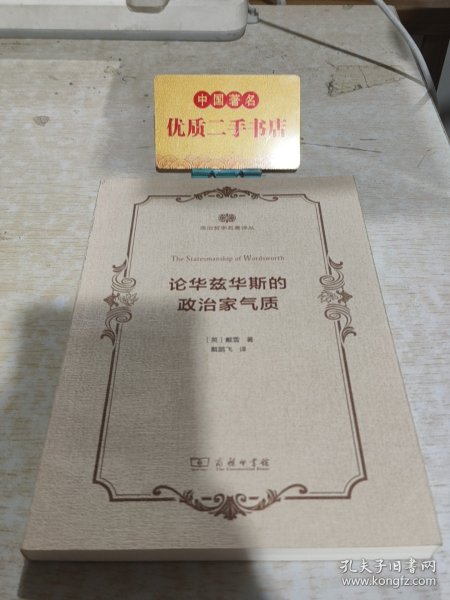 中国著名
优质二手书店
政治哲学名著译丛
The Statesmanship of Wordsworth
论华兹华斯的
政治家气质
［英］戴雪 著
戴鹏飞 译
商务印书馆
The Commercial Press
孔夫子旧书网
www.kongfz.com